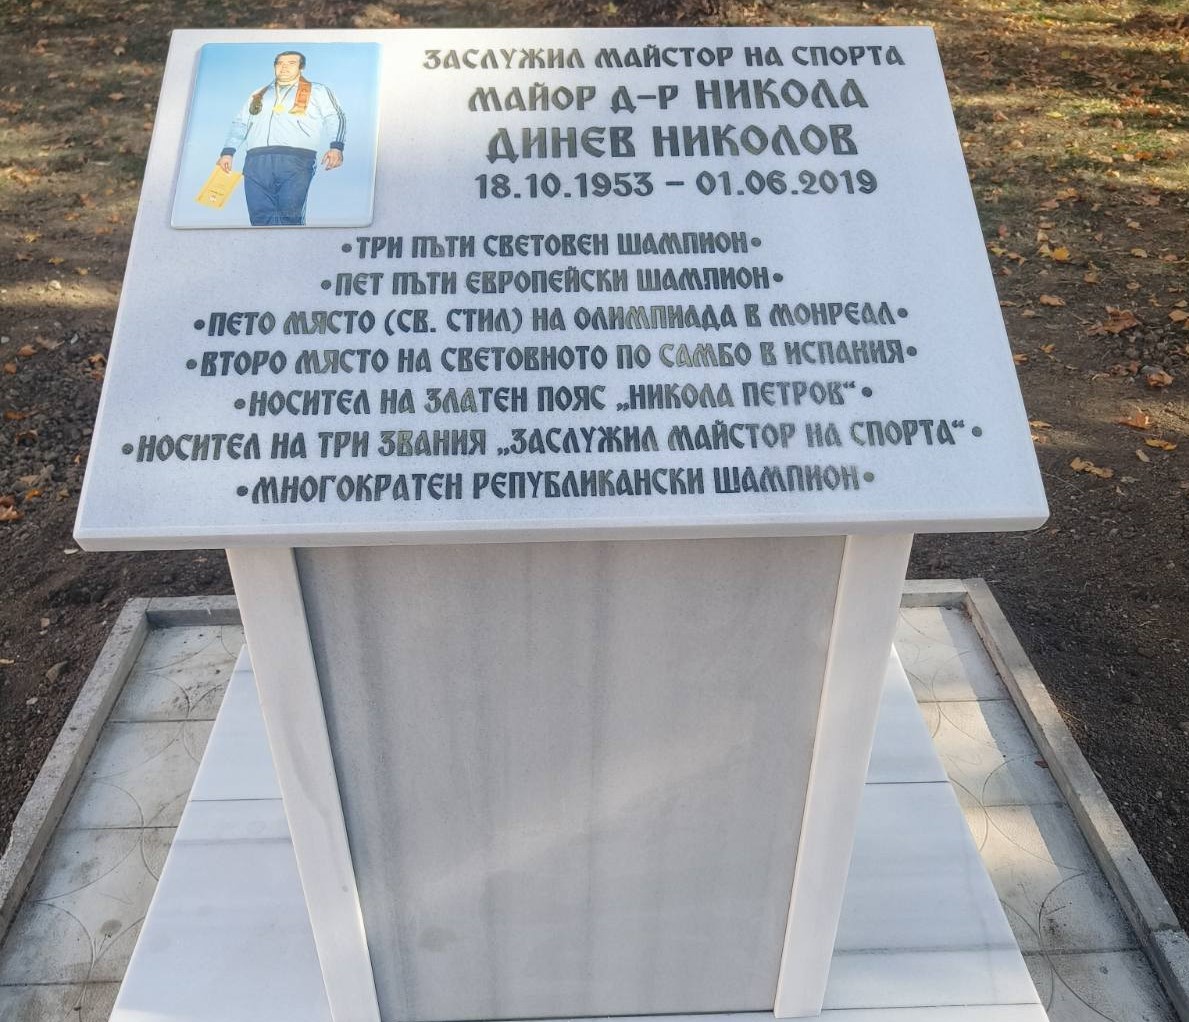 ЗАСЛУЖИЛ МАЙСТОР НА СПОРТА
МАЙОР Д-Р НИКОЛА
ДИНЕВ НИКОЛОВ
18.10.1953 – 01.06.2019
•ТРИ ПЪТИ СВЕТОВЕН ШАМПИОН•
•ПЕТ ПЪТИ ЕВРОПЕЙСКИ ШАМПИОН•
•ПЕТО МЯСТО (СВ. СТИЛ) НА ОЛИМПИАДА В МОНРЕАЛ•
•ВТОРО МЯСТО НА СВЕТОВНОТО ПО САМБО В ИСПАНИЯ•
•НОСИТЕЛ НА ЗЛАТЕН ПОЯС „НИКОЛА ПЕТРОВ“•
•НОСИТЕЛ НА ТРИ ЗВАНИЯ „ЗАСЛУЖИЛ МАЙСТОР НА СПОРТА“•
•МНОГОКРАТЕН РЕПУБЛИКАНСКИ ШАМПИОН•